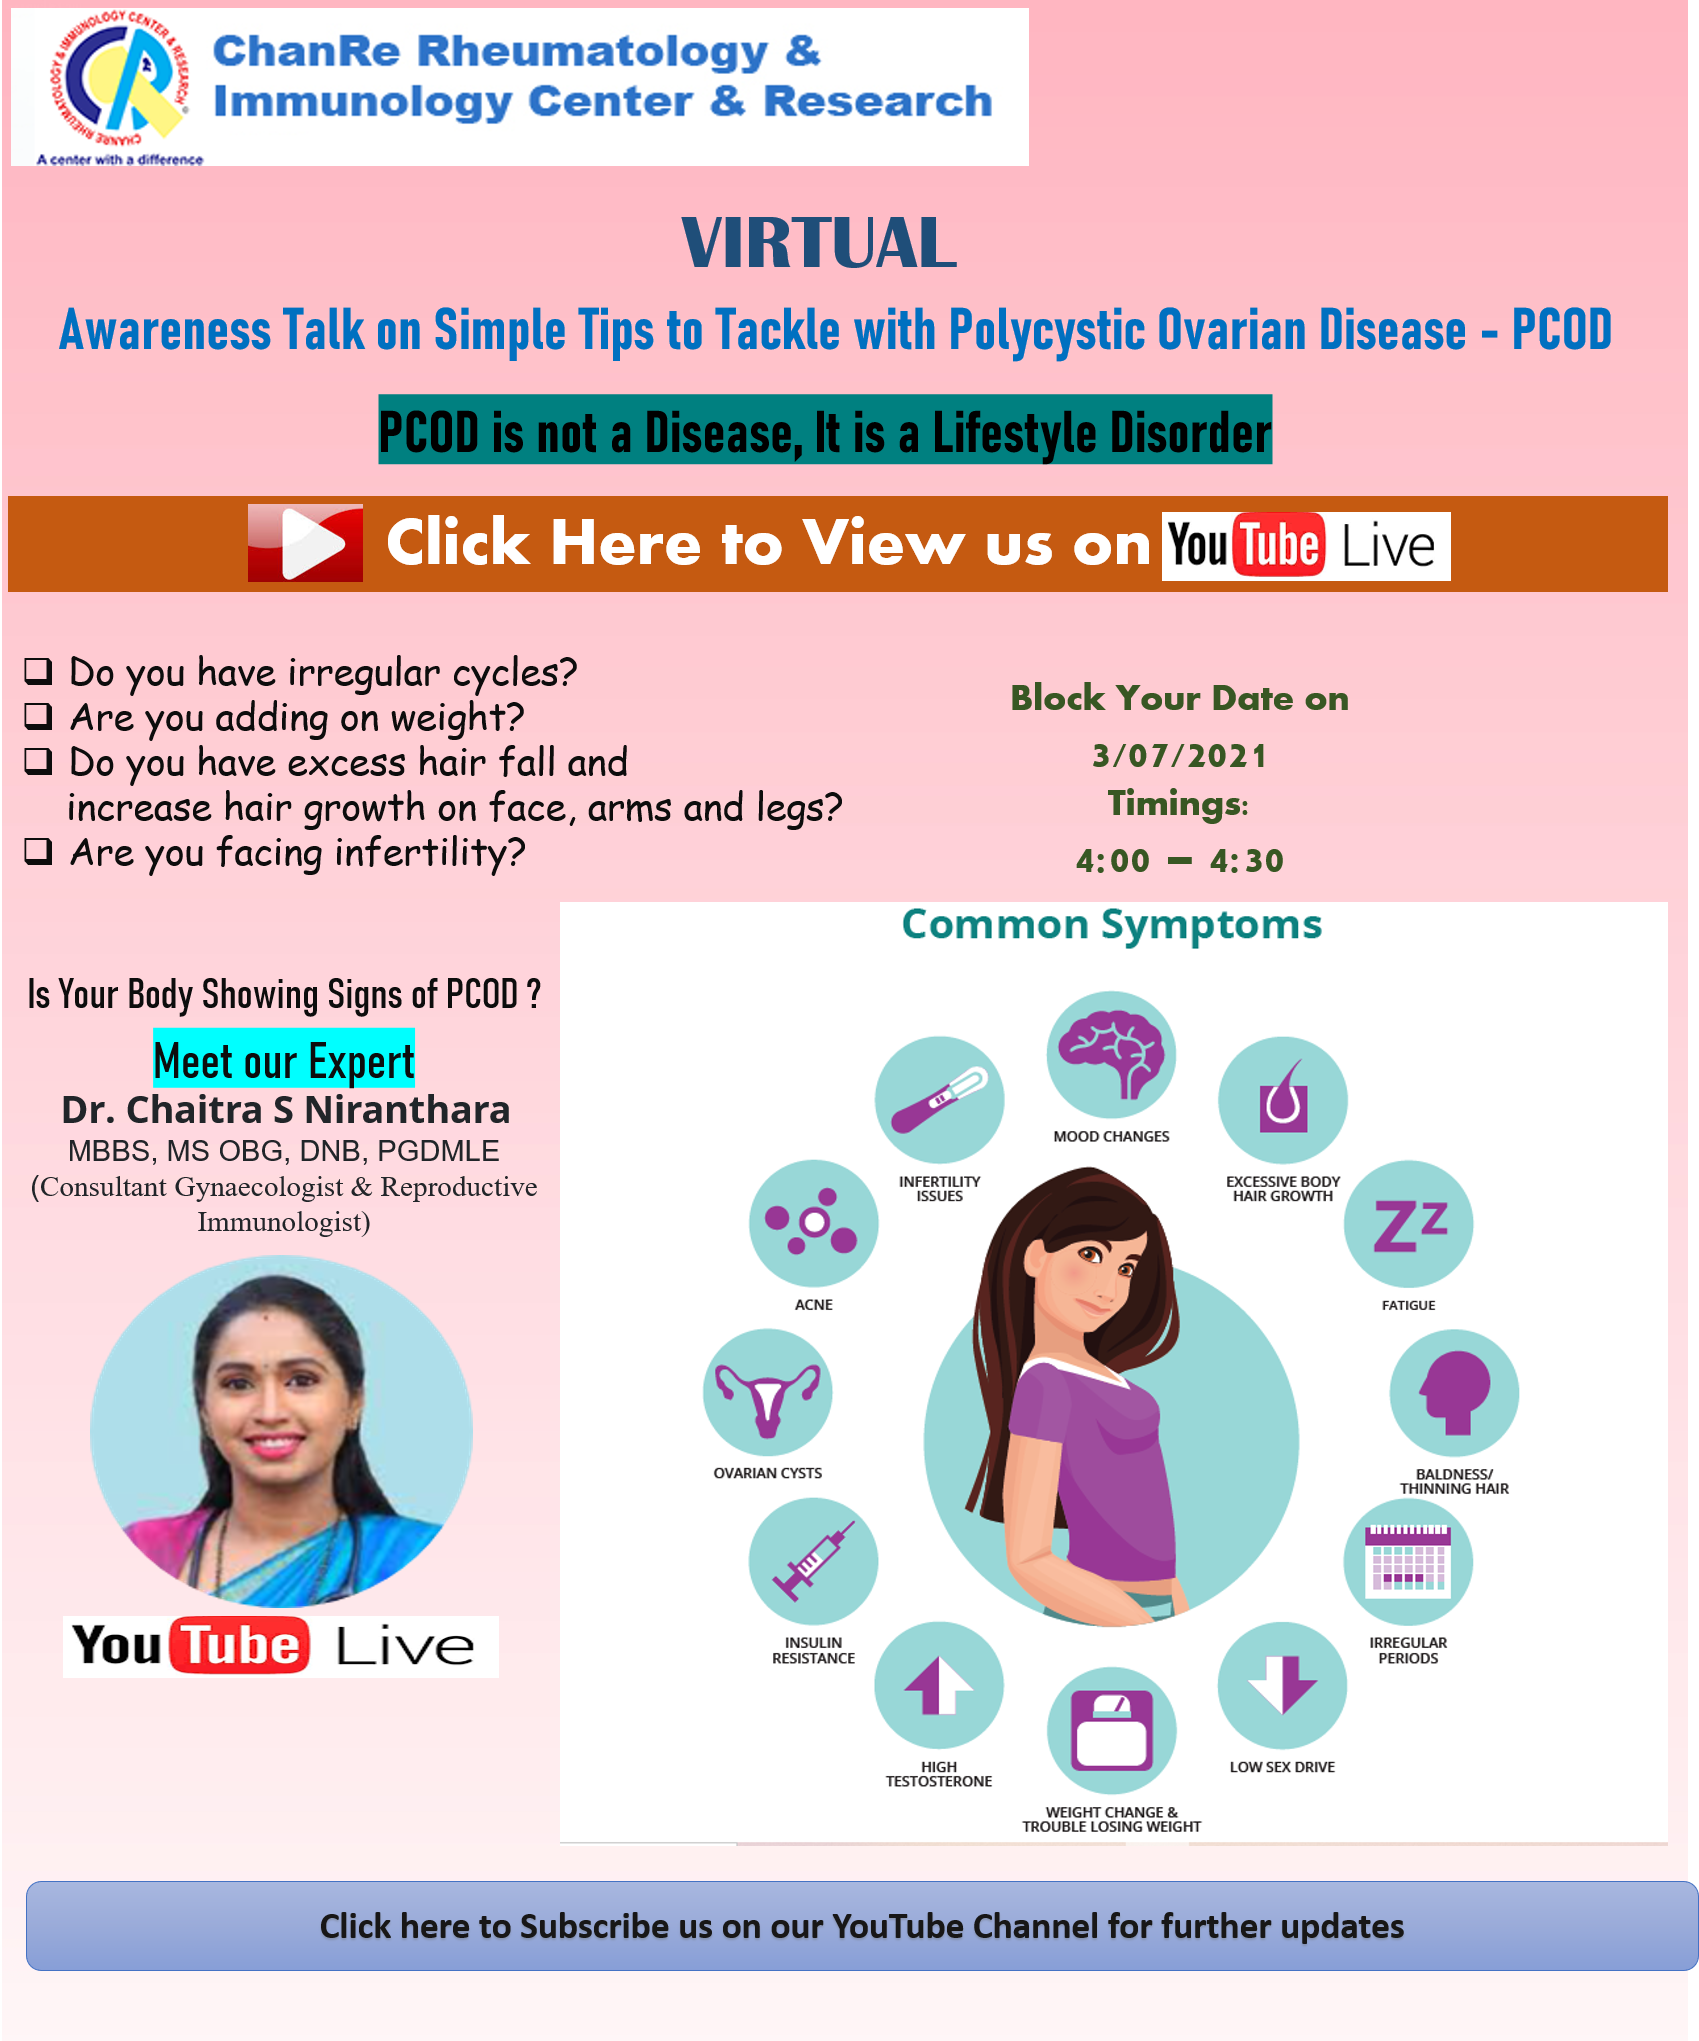 CHANRE RHEUMATOLOGY & IMMUNOLOGY CENTER & RESEARCH
®
A center with a difference
ChanRe Rheumatology &
Immunology Center & Research
VIRTUAL
Awareness Talk on Simple Tips to Tackle with Polycystic Ovarian Disease - PCOD
PCOD is not a Disease, It is a Lifestyle Disorder
Click Here to View us on YouTube Live
Do you have irregular cycles?
Are you adding on weight?
Do you have excess hair fall and
increase hair growth on face, arms and legs?
Are you facing infertility?
Block Your Date on
3/07/2021
Timings:
4:00 – 4:30
Is Your Body Showing Signs of PCOD ?
Meet our Expert
Dr. Chaitra S Niranthara
MBBS, MS OBG, DNB, PGDMLE
(Consultant Gynaecologist & Reproductive
Immunologist)
YouTube Live
Common Symptoms
MOOD CHANGES
EXCESSIVE BODY
HAIR GROWTH
ZZ
FATIGUE
BALDNESS/
THINNING HAIR
IRREGULAR
PERIODS
LOW SEX DRIVE
WEIGHT CHANGE &
TROUBLE LOSING WEIGHT
HIGH
TESTOSTERONE
INSULIN
RESISTANCE
OVARIAN CYSTS
ACNE
INFERTILITY
ISSUES
Click here to Subscribe us on our YouTube Channel for further updates